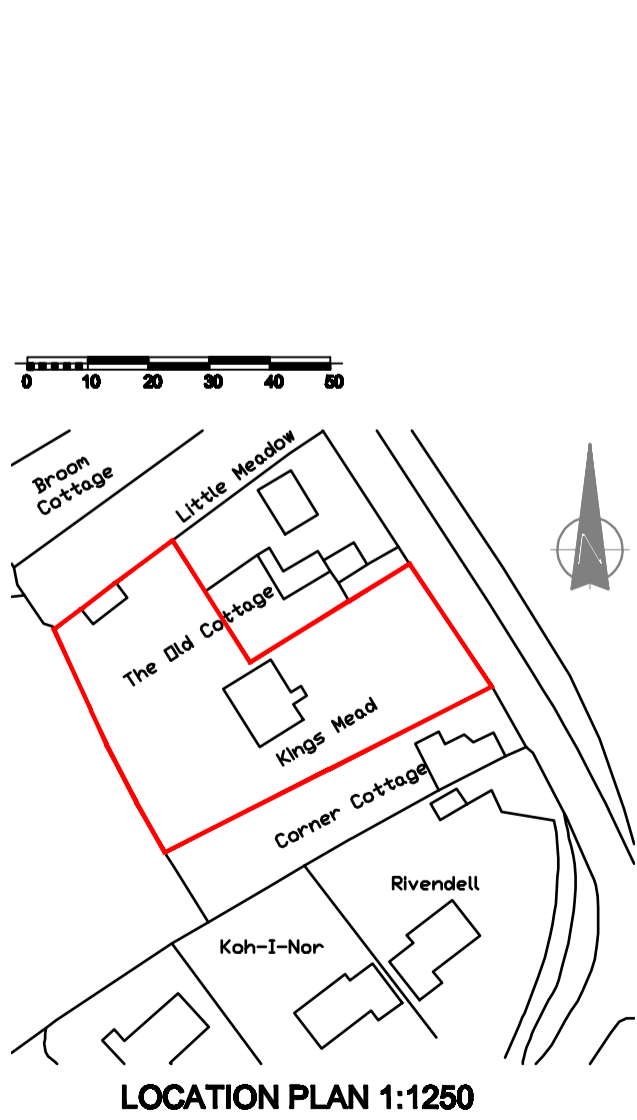 0 10 20 30 40 50
Broom
Cottage
Little Meadow
N
The Old Cottage
Kings Mead
Corner Cottage
Rivendell
Koh-I-Nor
LOCATION PLAN 1:1250